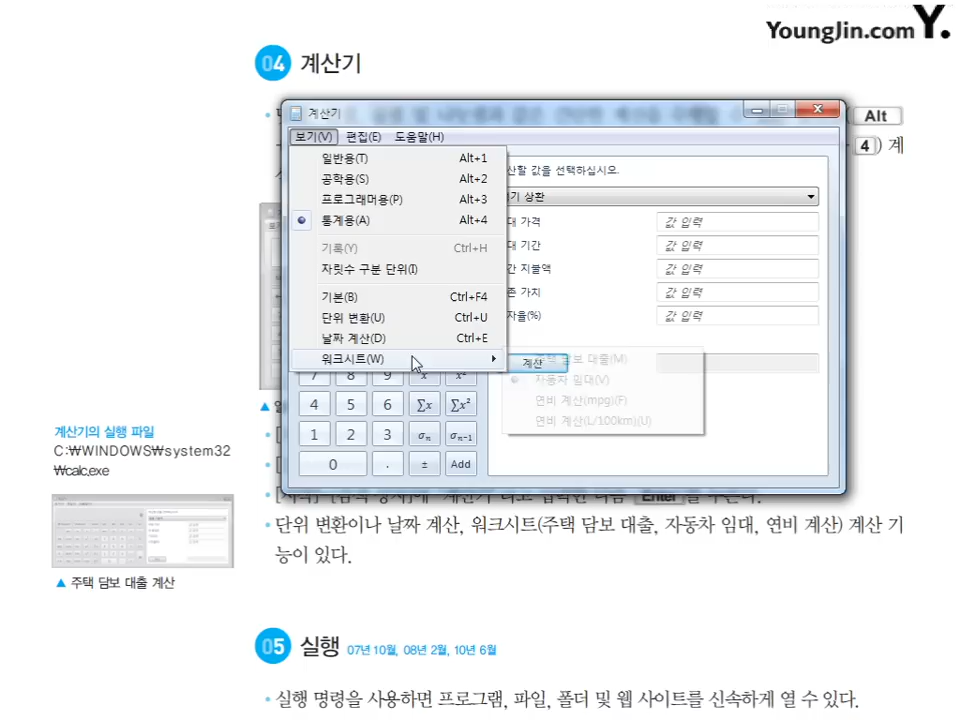 YoungJin.com Y.
04 계산기
계산기
Alt
보기(V) 편집(E) 도움말(H)
4 ) 계
일반용(T) Alt+1
공학용(S) Alt+2
프로그래머용(P) Alt+3
통계용(A) Alt+4
기록(Y) Ctrl+H
자릿수 구분 단위(I)
기본(B) Ctrl+F4
단위 변환(U) Ctrl+U
날짜 계산(D) Ctrl+E
워크시트(W)
산할 값을 선택하십시오.
기 상환
대 가격 값 입력
대 기간 값 입력
간 지불액 값 입력
존 가치 값 입력
자율(%) 값 입력
계산
주택 담보 대출(M)
자동차 임대(V)
연비 계산(mpg)(F)
연비 계산(L/100km)(U)
7 8 9 x x²
4 5 6 ∑x ∑x²
1 2 3 σn σn-1
0 . ± Add
계산기의 실행 파일
C:₩WINDOWS₩system32
₩calc.exe
▲ 주택 담보 대출 계산
Enter 를 누른다.
• 단위 변환이나 날짜 계산, 워크시트(주택 담보 대출, 자동차 임대, 연비 계산) 계산 기
능이 있다.
05 실행 07년 10월, 08년 2월, 10년 6월
• 실행 명령을 사용하면 프로그램, 파일, 폴더 및 웹 사이트를 신속하게 열 수 있다.